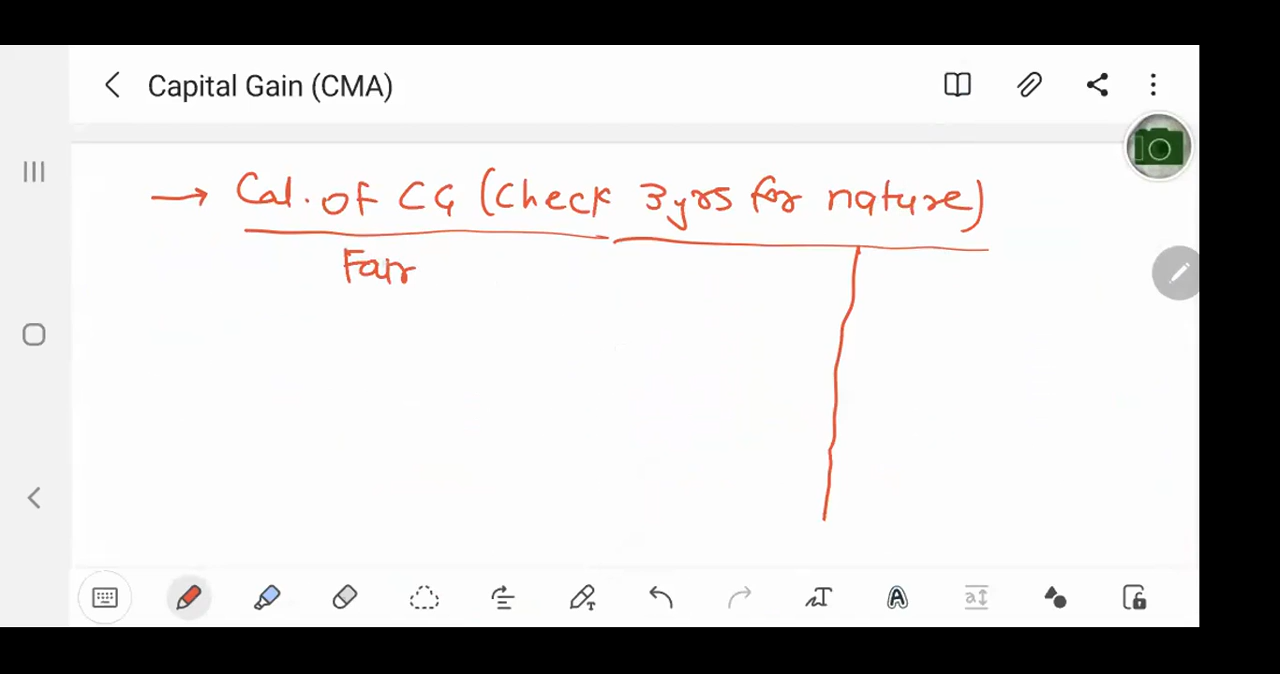 Capital Gain (CMA)
→ Cal. of CG (Check 3yrs for nature)
Fair